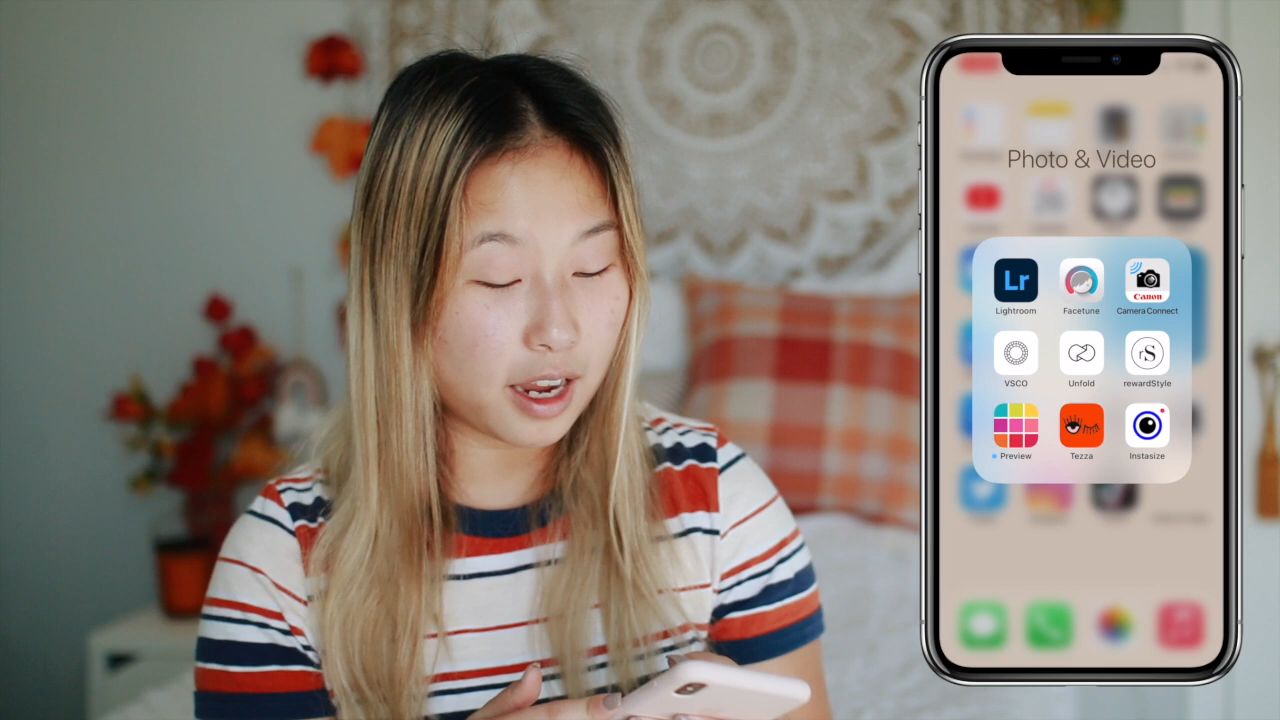 Photo & Video
Lr
Canon
Lightroom Facetune Camera Connect
rS
VSCO Unfold rewardStyle
Preview Tezza Instasize